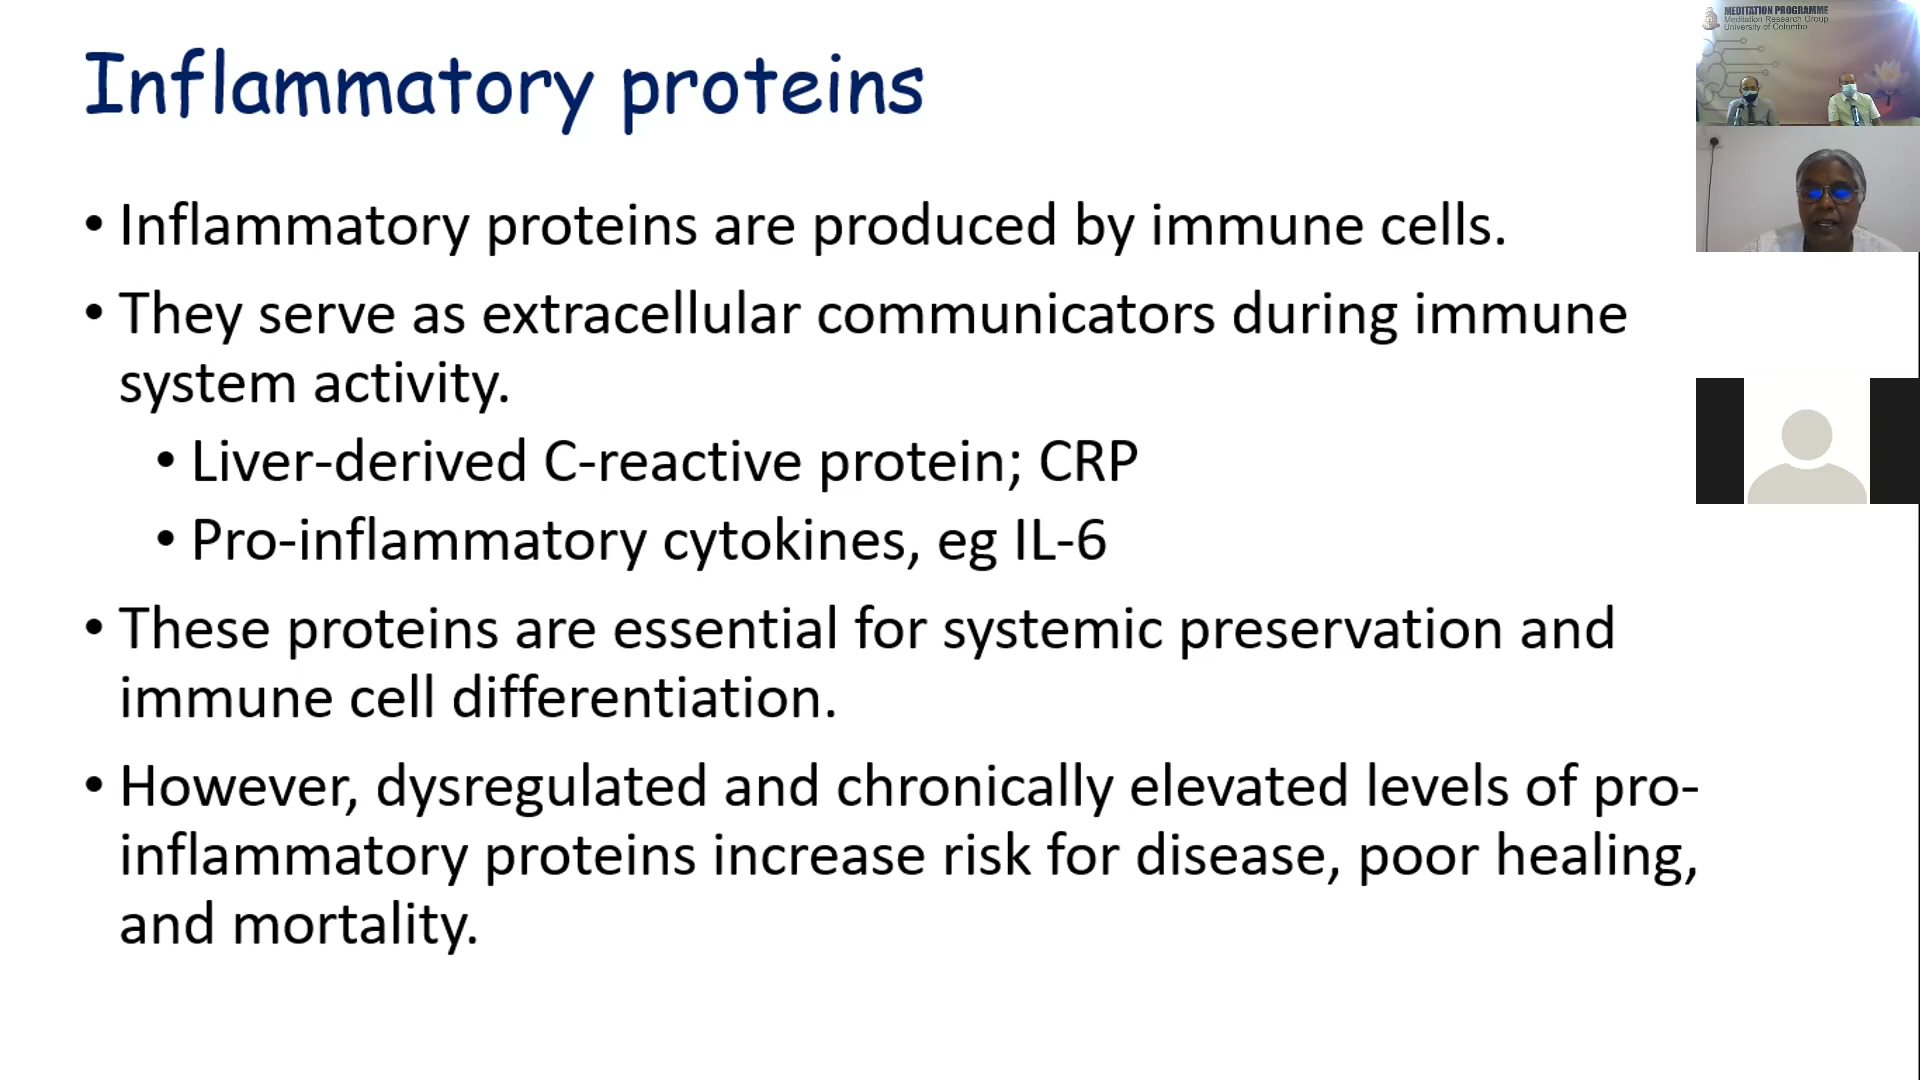 Inflammatory proteins
• Inflammatory proteins are produced by immune cells.
• They serve as extracellular communicators during immune
system activity.
• Liver-derived C-reactive protein; CRP
• Pro-inflammatory cytokines, eg IL-6
• These proteins are essential for systemic preservation and
immune cell differentiation.
• However, dysregulated and chronically elevated levels of pro-
inflammatory proteins increase risk for disease, poor healing,
and mortality.
MEDITATION PROGRAMME
Meditation Research Group
University of Colombo